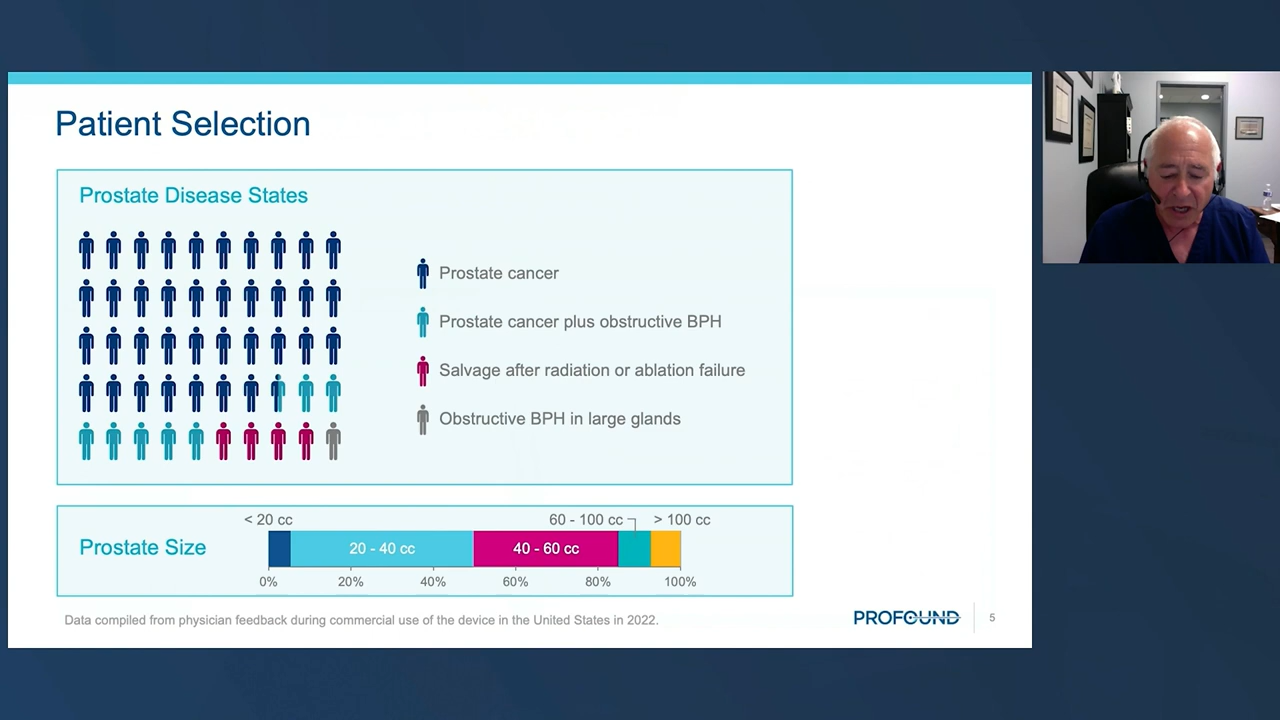 Patient Selection
Prostate Disease States
Prostate cancer
Prostate cancer plus obstructive BPH
Salvage after radiation or ablation failure
Obstructive BPH in large glands
< 20 cc
60 - 100 cc
> 100 cc
Prostate Size
20 - 40 cc
40 - 60 cc
0%
20%
40%
60%
80%
100%
Data compiled from physician feedback during commercial use of the device in the United States in 2022.
PROFOUND
5